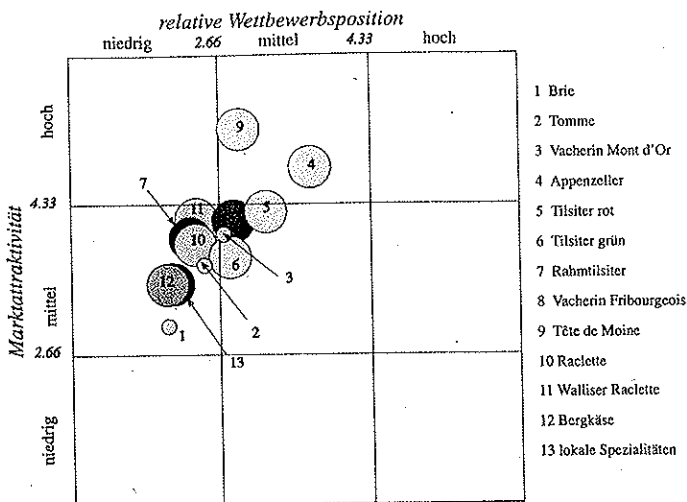 relative Wettbewerbsposition
niedrig 2.66 mittel 4.33 hoch
Marktattraktivität
hoch
4.33
mittel
2.66
niedrig
9
4
7
11
5
10
6
3
12
1
2
13
1 Brie
2 Tomme
3 Vacherin Mont d'Or
4 Appenzeller
5 Tilsiter rot
6 Tilsiter grün
7 Rahmtilsiter
8 Vacherin Fribourgeois
9 Tête de Moine
10 Raclette
11 Walliser Raclette
12 Bergkäse
13 lokale Spezialitäten